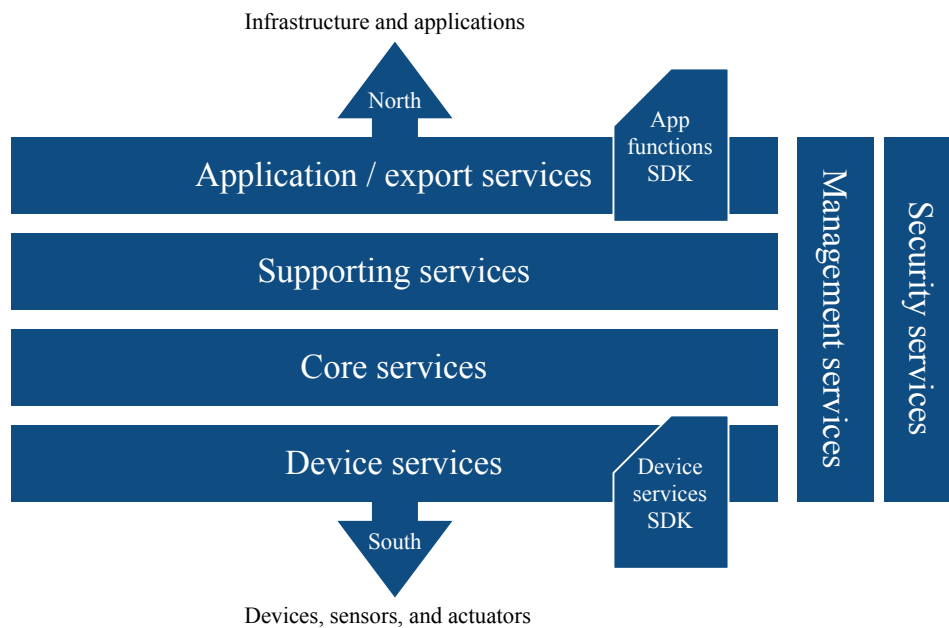 Infrastructure and applications
North
App
functions
SDK
Application / export services
Supporting services
Core services
Device services
Device
services
SDK
South
Devices, sensors, and actuators
Management services
Security services